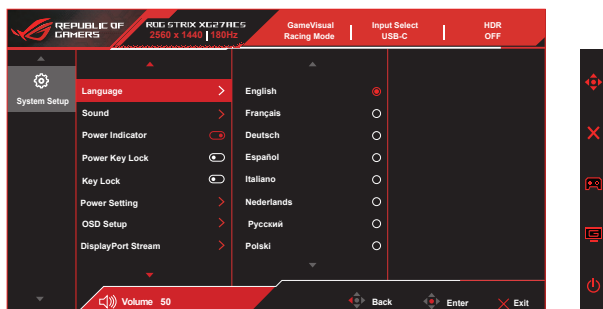 REPUBLIC OF
GAMERS
ROG STRIX XG27ACS
2560 x 1440 | 180Hz
GameVisual
Racing Mode
Input Select
USB-C
HDR
OFF
System Setup
Language
Sound
Power Indicator
Power Key Lock
Key Lock
Power Setting
OSD Setup
DisplayPort Stream
English
Français
Deutsch
Español
Italiano
Nederlands
Русский
Polski
Volume 50
Back
Enter
Exit